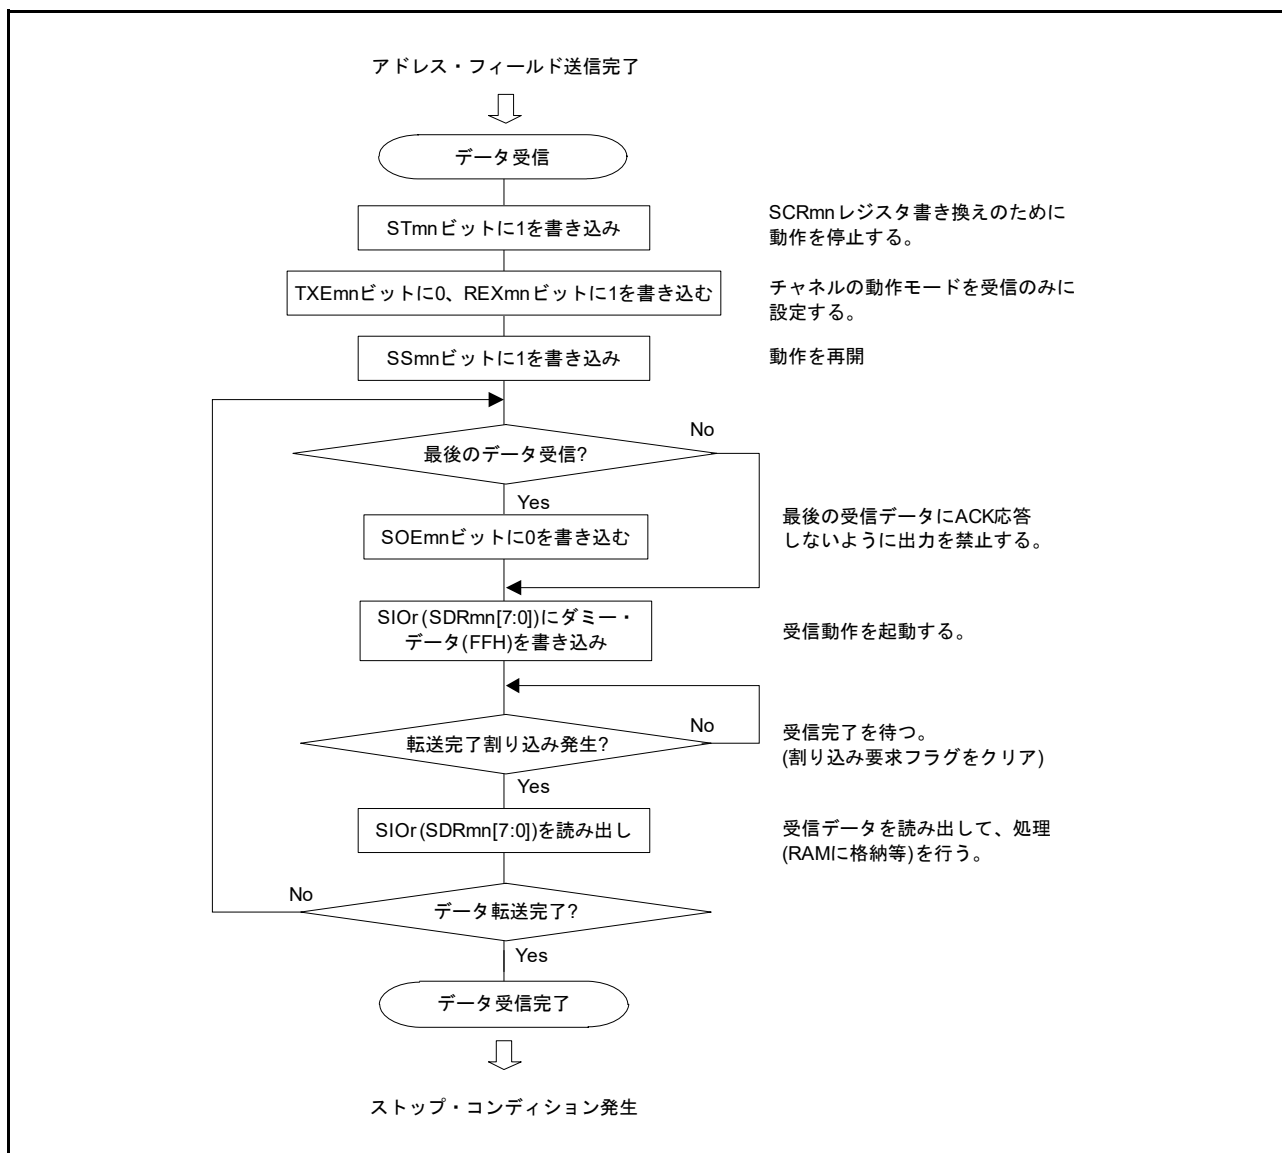 アドレス・フィールド送信完了
データ受信
STmnビットに1を書き込み
SCRmnレジスタ書き換えのために
動作を停止する。
TXEmnビットに0、REXmnビットに1を書き込む
チャネルの動作モードを受信のみに
設定する。
SSmnビットに1を書き込み
動作を再開
No
最後のデータ受信?
Yes
SOEmnビットに0を書き込む
最後の受信データにACK応答
しないように出力を禁止する。
SIOr(SDRmn[7:0])にダミー・
データ(FFH)を書き込み
受信動作を起動する。
No
転送完了割り込み発生?
受信完了を待つ。
(割り込み要求フラグをクリア)
Yes
SIOr(SDRmn[7:0])を読み出し
受信データを読み出して、処理
(RAMに格納等)を行う。
No
データ転送完了?
Yes
データ受信完了
ストップ・コンディション発生